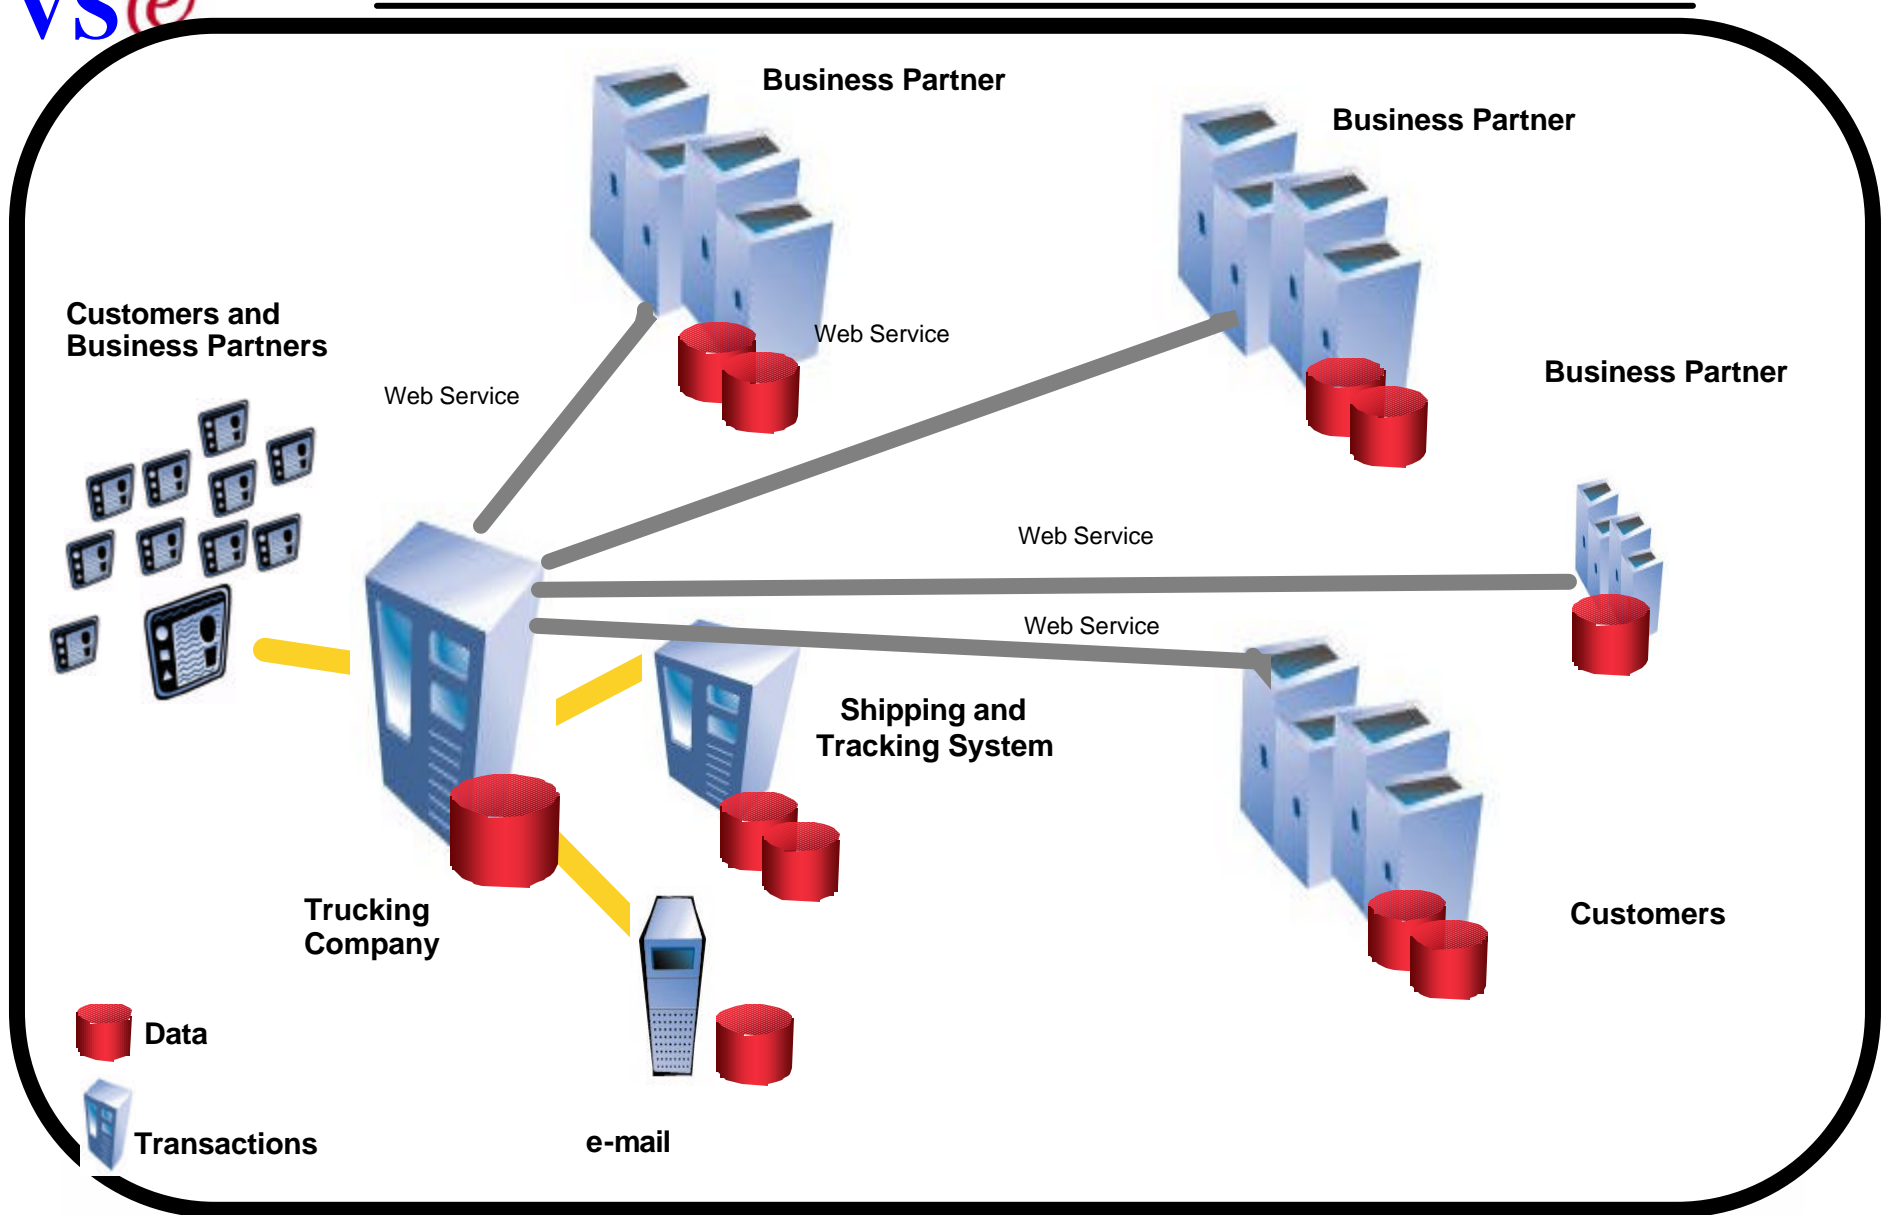 VS@
Business Partner
Business Partner
Customers and
Business Partners
Web Service
Web Service
Business Partner
Web Service
Web Service
Shipping and
Tracking System
Trucking
Company
Customers
Data
Transactions
e-mail